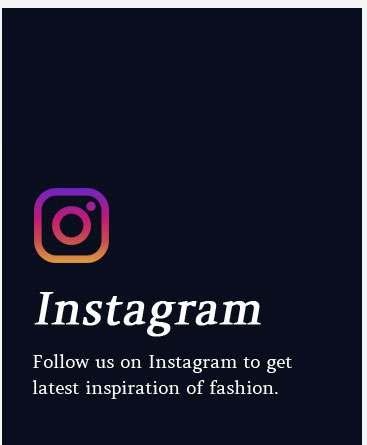 Instagram
Follow us on Instagram to get
latest inspiration of fashion.